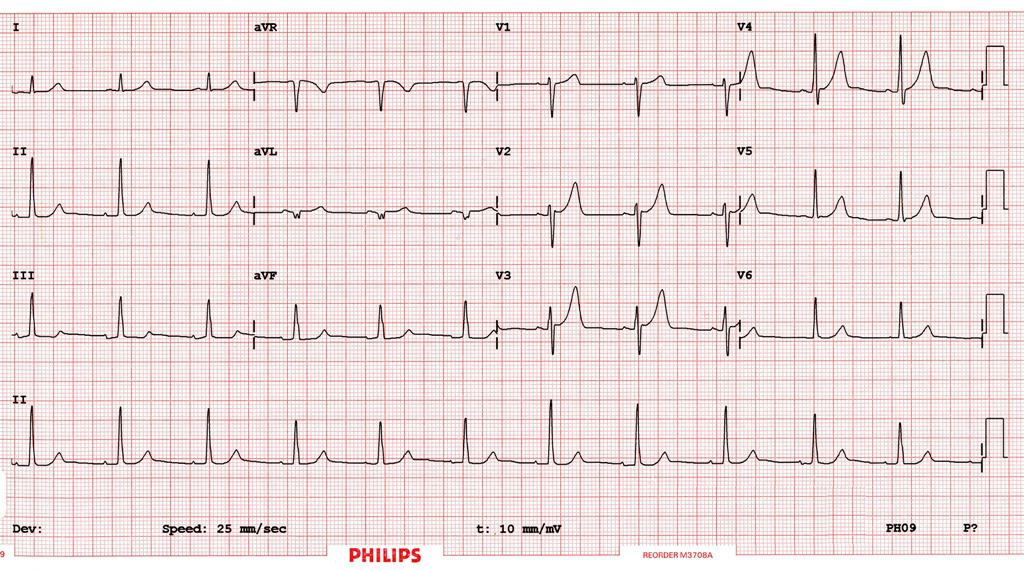 I aVR V1 V4
II aVL V2 V5
III aVF V3 V6
II
Dev: Speed: 25 mm/sec t: 10 mm/mV PH09 P?
9 PHILIPS REORDER M3708A